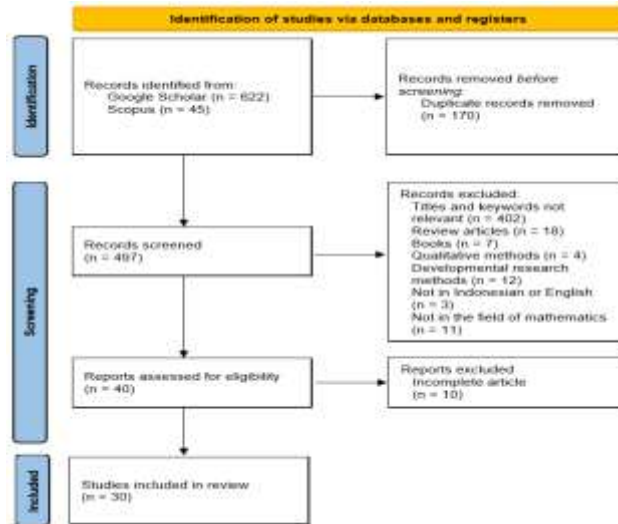 Identification of studies via databases and registers
Identification
Records identified from:
Google Scholar (n = 622)
Scopus (n = 45)
Records removed before
screening:
Duplicate records removed
(n = 170)
Screening
Records screened
(n = 497)
Records excluded:
Titles and keywords not
relevant (n = 402)
Review articles (n = 18)
Books (n = 7)
Qualitative methods (n = 4)
Developmental research
methods (n = 12)
Not in Indonesian or English
(n = 3)
Not in the field of mathematics
(n = 11)
Reports assessed for eligibility
(n = 40)
Reports excluded
Incomplete article
(n = 10)
Included
Studies included in review
(n = 30)